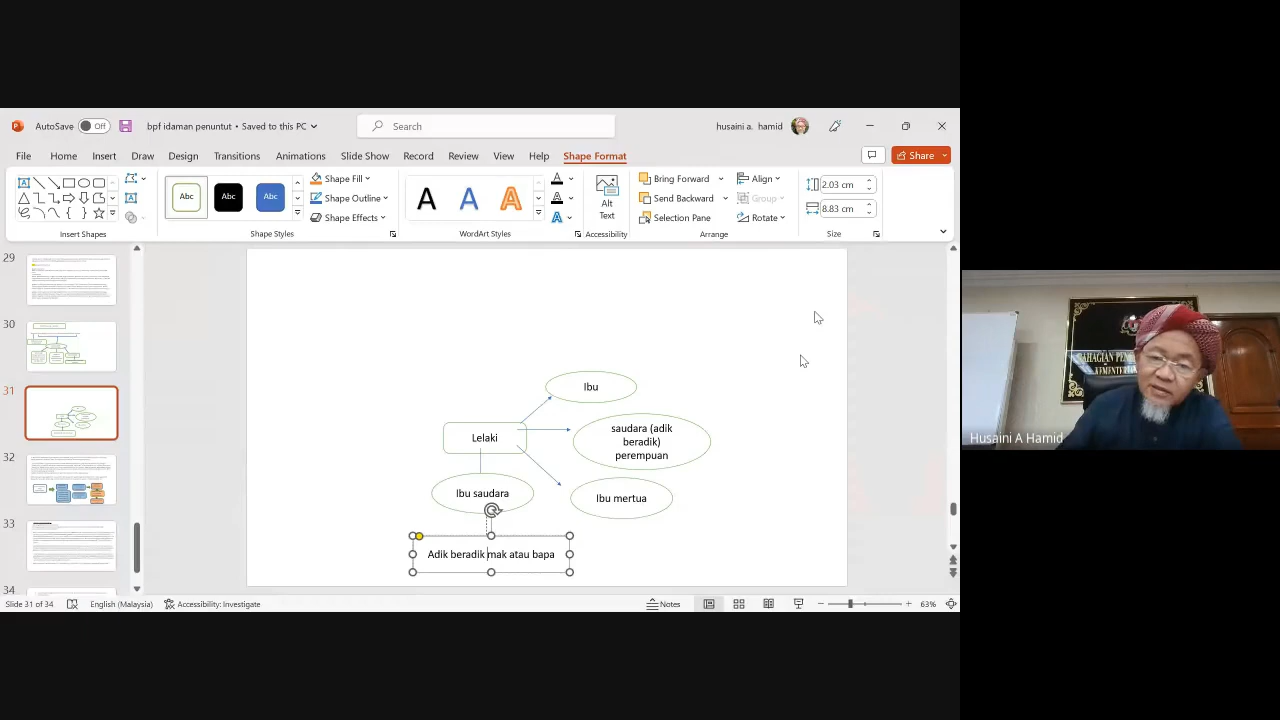 AutoSave
Off
bpf idaman penuntut • Saved to this PC
Search
husaini a. hamid
File
Home
Insert
Draw
Design
Transitions
Animations
Slide Show
Record
Review
View
Help
Shape Format
Share
Abc
Abc
Abc
Shape Fill
Shape Outline
Shape Effects
A
A
A
Alt
Text
Bring Forward
Send Backward
Selection Pane
Align
Group
Rotate
2.03 cm
8.83 cm
Insert Shapes
Shape Styles
WordArt Styles
Accessibility
Arrange
Size
29
30
31
32
33
34
Ibu
Lelaki
saudara (adik
beradik)
perempuan
Ibu saudara
Ibu mertua
Adik beradik mak atau bapa
Husaini A Hamid
Slide 31 of 34
English (Malaysia)
Accessibility: Investigate
Notes
63%